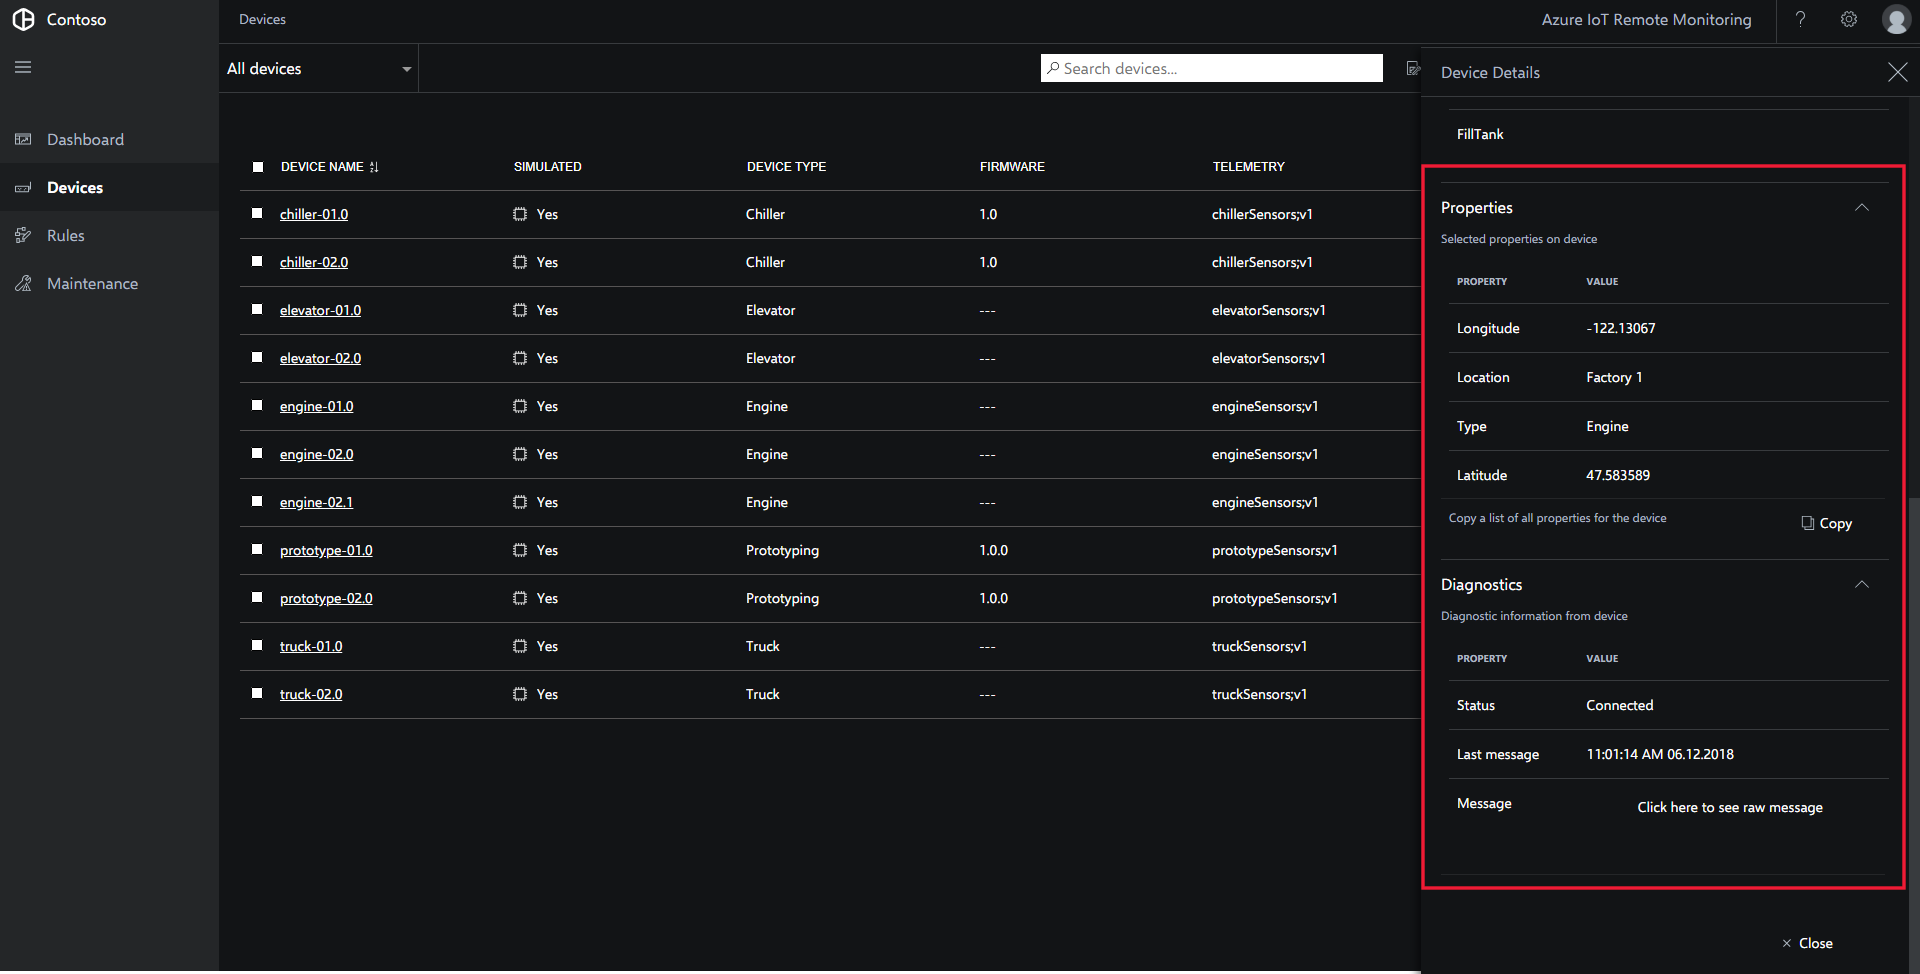 Contoso
Devices
Azure IoT Remote Monitoring
?
All devices
Search devices...
Dashboard
Devices
Rules
Maintenance
DEVICE NAME SIMULATED DEVICE TYPE FIRMWARE TELEMETRY
chiller-01.0 Yes Chiller 1.0 chillerSensors;v1
chiller-02.0 Yes Chiller 1.0 chillerSensors;v1
elevator-01.0 Yes Elevator --- elevatorSensors;v1
elevator-02.0 Yes Elevator --- elevatorSensors;v1
engine-01.0 Yes Engine --- engineSensors;v1
engine-02.0 Yes Engine --- engineSensors;v1
engine-02.1 Yes Engine --- engineSensors;v1
prototype-01.0 Yes Prototyping 1.0.0 prototypeSensors;v1
prototype-02.0 Yes Prototyping 1.0.0 prototypeSensors;v1
truck-01.0 Yes Truck --- truckSensors;v1
truck-02.0 Yes Truck --- truckSensors;v1
Device Details
FillTank
Properties
Selected properties on device
PROPERTY VALUE
Longitude -122.13067
Location Factory 1
Type Engine
Latitude 47.583589
Copy a list of all properties for the device Copy
Diagnostics
Diagnostic information from device
PROPERTY VALUE
Status Connected
Last message 11:01:14 AM 06.12.2018
Message Click here to see raw message
Close